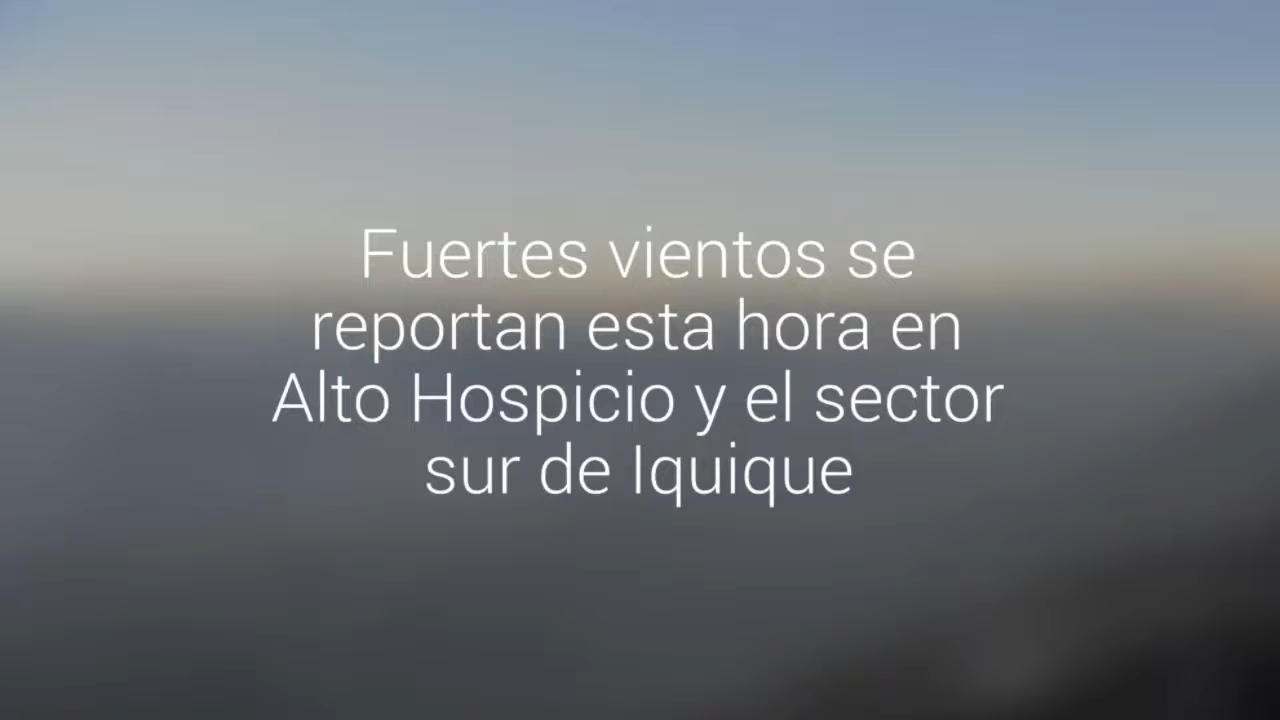 Fuertes vientos se
reportan esta hora en
Alto Hospicio y el sector
sur de Iquique